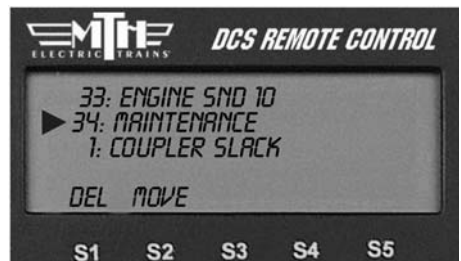 MTH
ELECTRIC TRAINS
DCS REMOTE CONTROL
33: ENGINE SND 10
34: MAINTENANCE
1: COUPLER SLACK
DEL MOVE
S1 S2 S3 S4 S5